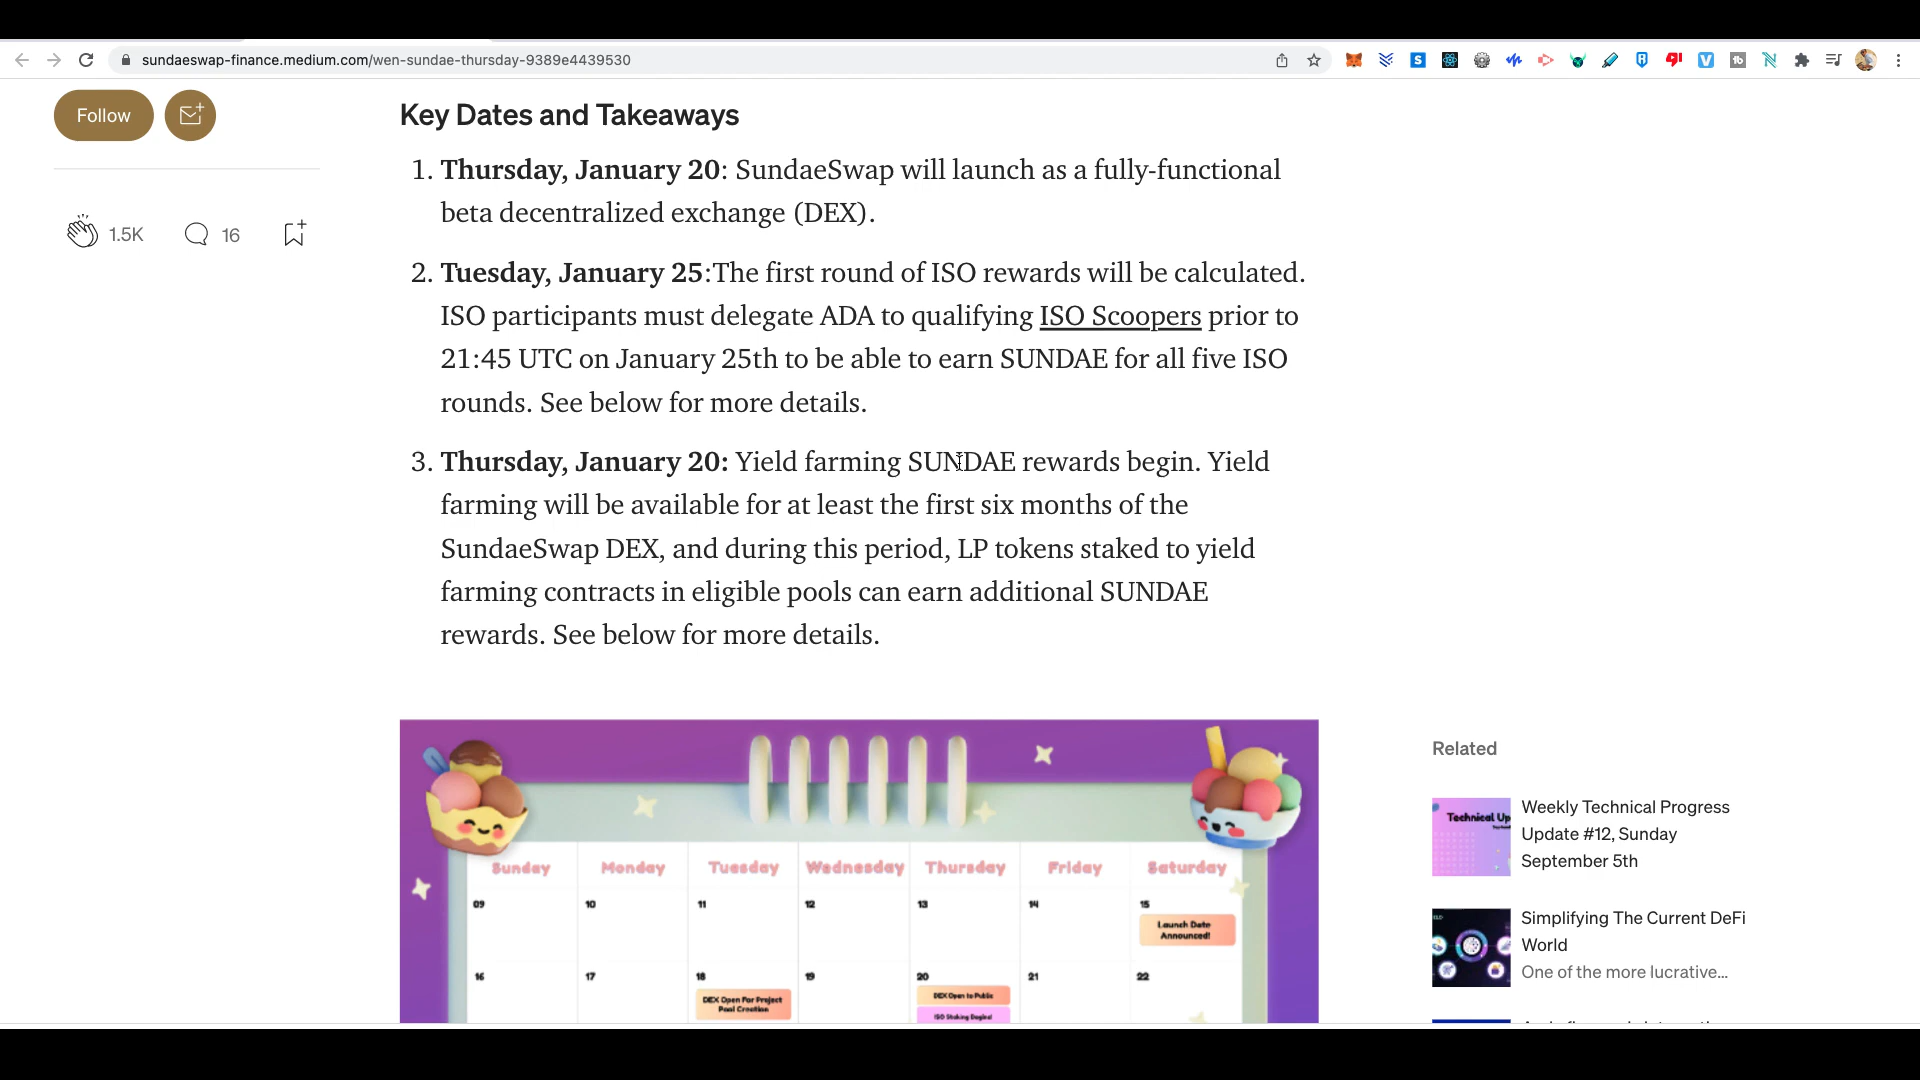 sundaeswap-finance.medium.com/wen-sundae-thursday-9389e4439530
Follow
1.5K
16
Key Dates and Takeaways
1. Thursday, January 20: SundaeSwap will launch as a fully-functional
beta decentralized exchange (DEX).
2. Tuesday, January 25:The first round of ISO rewards will be calculated.
ISO participants must delegate ADA to qualifying ISO Scoopers prior to
21:45 UTC on January 25th to be able to earn SUNDAE for all five ISO
rounds. See below for more details.
3. Thursday, January 20: Yield farming SUNDAE rewards begin. Yield
farming will be available for at least the first six months of the
SundaeSwap DEX, and during this period, LP tokens staked to yield
farming contracts in eligible pools can earn additional SUNDAE
rewards. See below for more details.
Sunday Monday Tuesday Wednesday Thursday Friday Saturday
09 10 11 12 13 14 15
Launch Date
Announced!
16 17 18 19 20 21 22
DEX Open For Project
Pool Creation
DEX Open to Public
ISO Staking Begins!
Related
Weekly Technical Progress
Update #12, Sunday
September 5th
Technical Up
Simplifying The Current DeFi
World
One of the more lucrative...